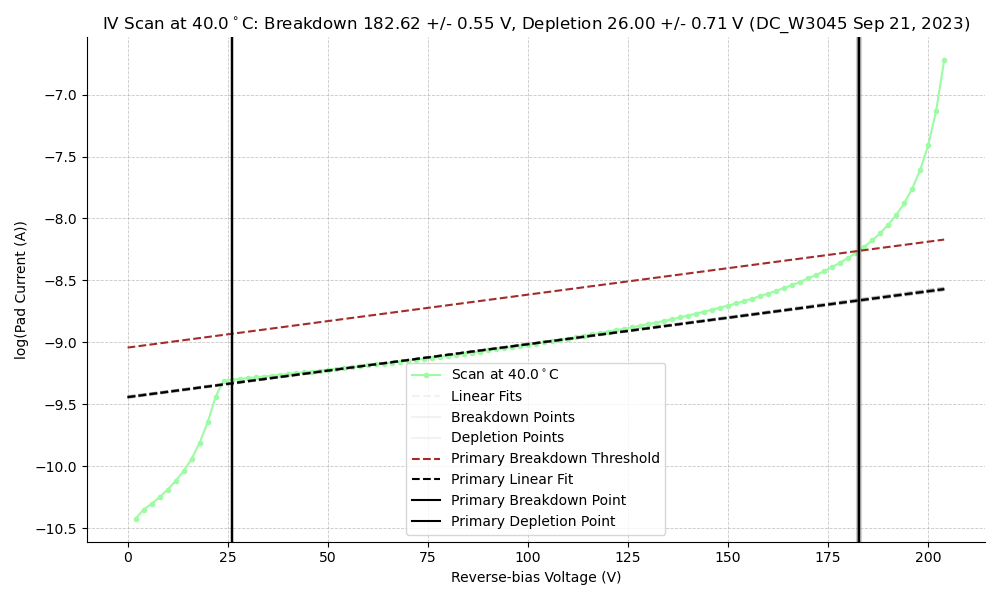 IV Scan at 40.0°C: Breakdown 182.62 +/- 0.55 V, Depletion 26.00 +/- 0.71 V (DC_W3045 Sep 21, 2023)
log(Pad Current (A))
−7.0
−7.5
−8.0
−8.5
−9.0
−9.5
−10.0
−10.5
Scan at 40.0°C
Linear Fits
Breakdown Points
Depletion Points
Primary Breakdown Threshold
Primary Linear Fit
Primary Breakdown Point
Primary Depletion Point
0 25 50 75 100 125 150 175 200
Reverse-bias Voltage (V)